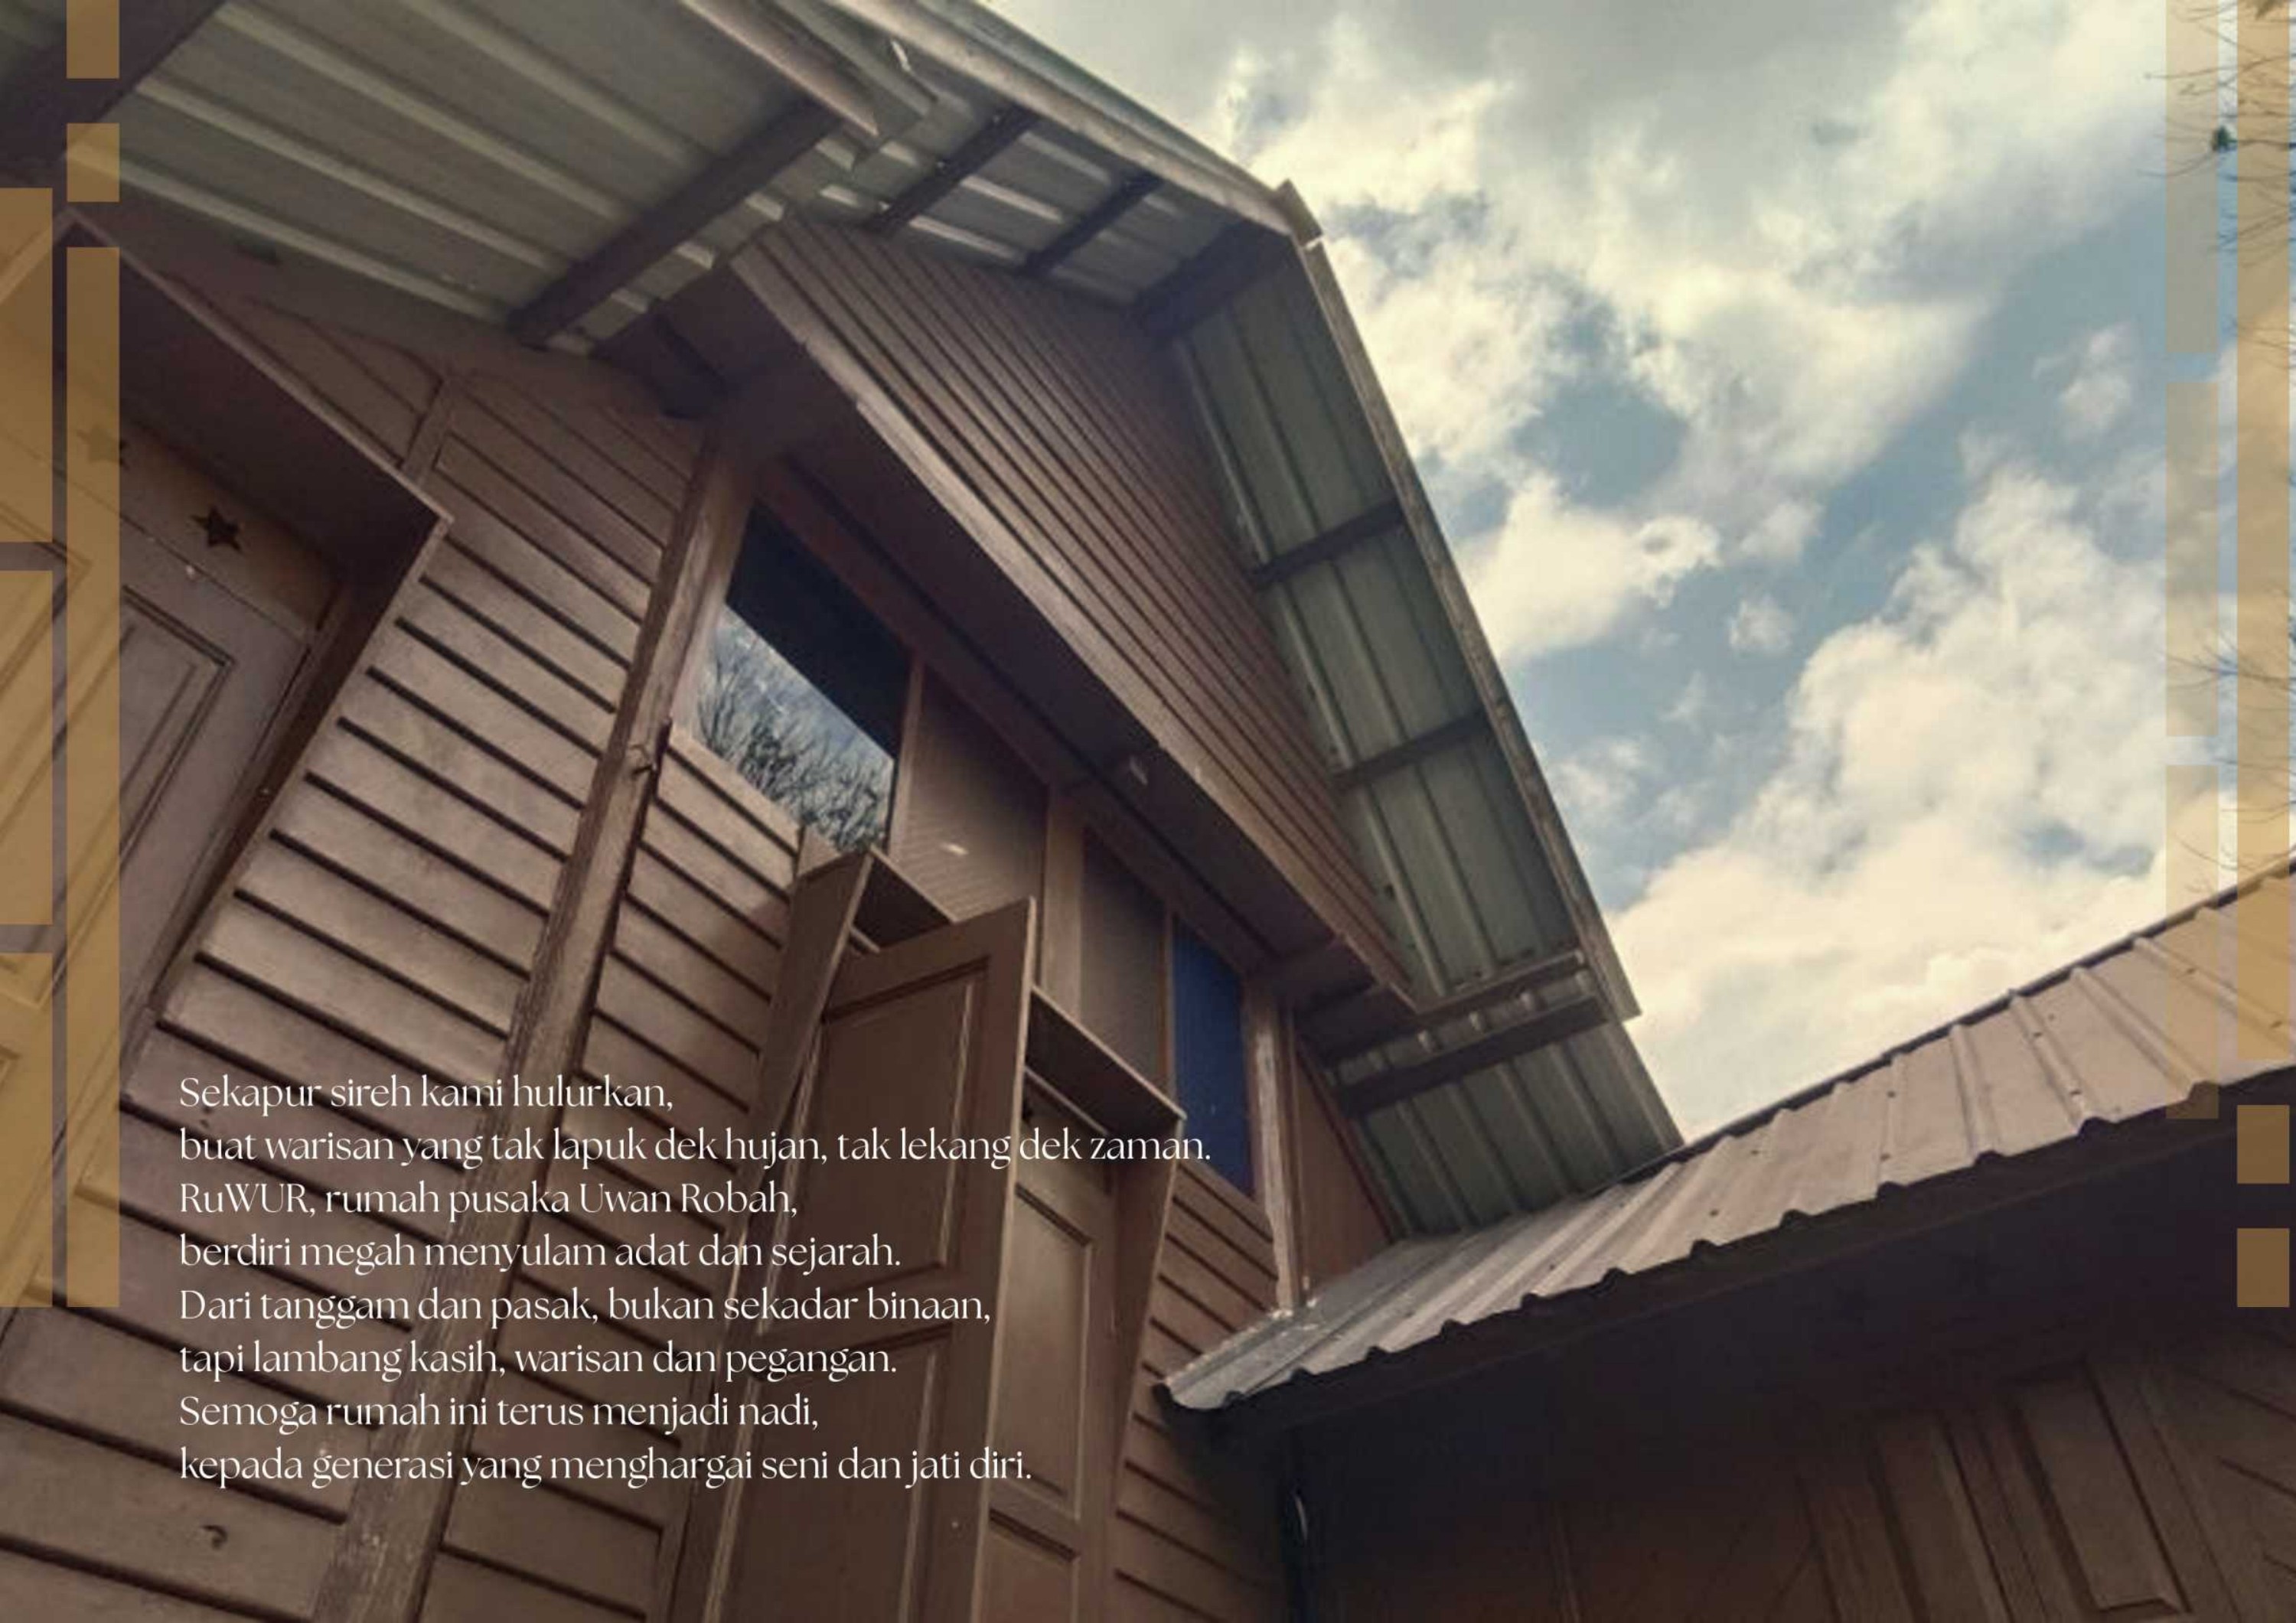 Sekapur sireh kami hulurkan,
buat warisan yang tak lapuk dek hujan, tak lekang dek zaman.
RuWUR, rumah pusaka Uwan Robah,
berdiri megah menyulam adat dan sejarah.
Dari tanggam dan pasak, bukan sekadar binaan,
tapi lambang kasih, warisan dan pegangan.
Semoga rumah ini terus menjadi nadi,
kepada generasi yang menghargai seni dan jati diri.